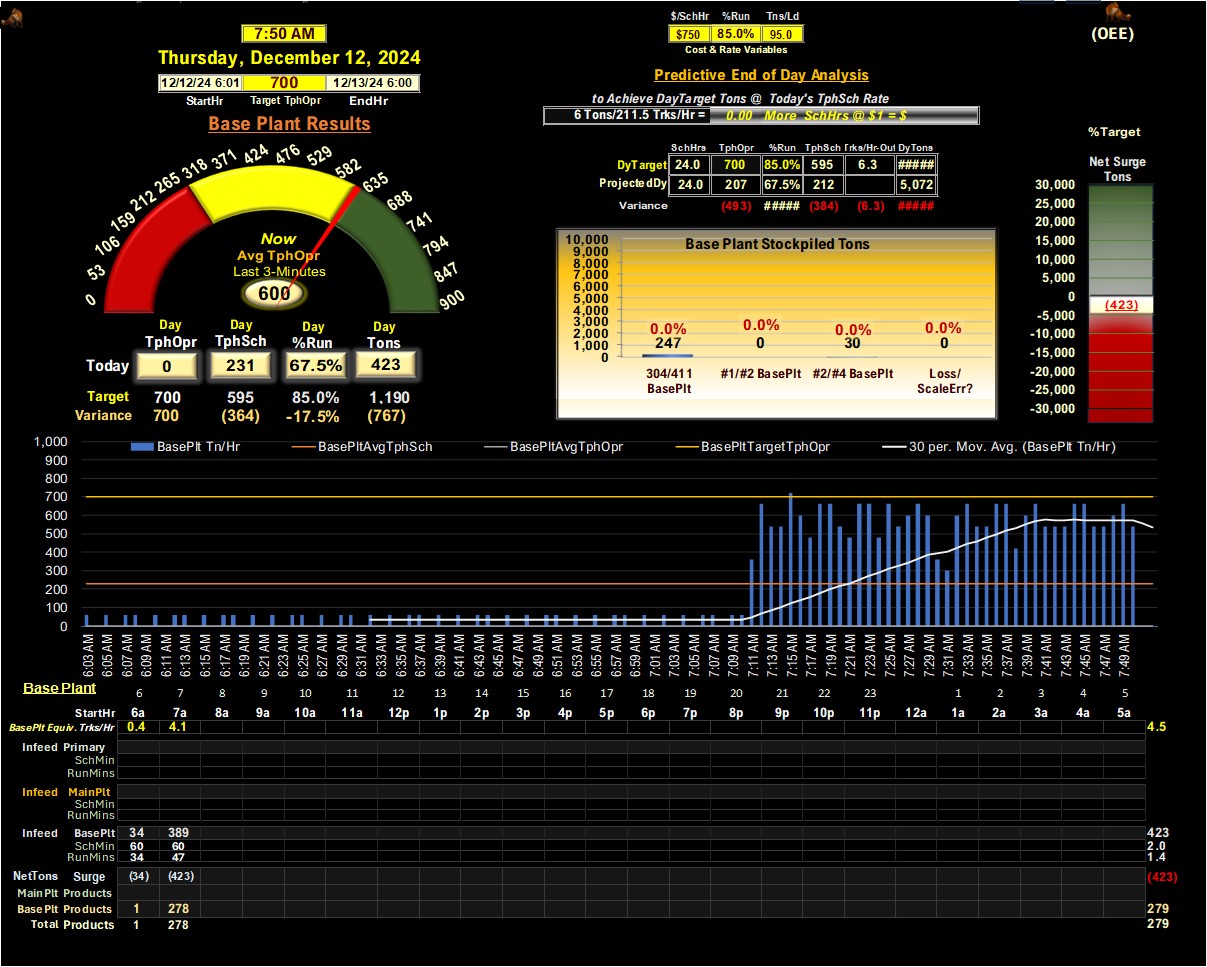 $/SchHr %Run Tns/Ld
7:50 AM
$750 85.0% 95.0
(OEE)
Cost & Rate Variables
Thursday, December 12, 2024
Predictive End of Day Analysis
12/12/24 6:01 700 12/13/24 6:00
StartHr Target TphOpr EndHr
to Achieve DayTarget Tons @ Today's TphSch Rate
6 Tons/211.5 Trks/Hr = 0.00 More SchHrs @ $1 = $
Base Plant Results
%Target
SchHrs TphOpr %Run TphSch Trks/Hr-Out DyTons
DyTarget 24.0 700 85.0% 595 6.3 #####
ProjectedDy 24.0 207 67.5% 212 5,072
Variance (493) ##### (384) (6.3) #####
Net Surge
Tons
30,000
25,000
20,000
15,000
10,000
5,000
0
(423)
-5,000
-10,000
-15,000
-20,000
-25,000
-30,000
0 53 106 159 212 265 318 371 424 476 529 582 635 688 741 794 847 900
Now
Avg TphOpr
Last 3-Minutes
600
Base Plant Stockpiled Tons
10,000
9,000
8,000
7,000
6,000
5,000
4,000
3,000
2,000
1,000
0
0.0% 0.0% 0.0% 0.0%
247 0 30 0
304/411 BasePlt #1/#2 BasePlt #2/#4 BasePlt Loss/ ScaleErr?
Day TphOpr Day TphSch Day %Run Day Tons
Today 0 231 67.5% 423
Target 700 595 85.0% 1,190
Variance 700 (364) -17.5% (767)
BasePlt Tn/Hr BasePltAvgTphSch BasePltAvgTphOpr BasePltTargetTphOpr 30 per. Mov. Avg. (BasePlt Tn/Hr)
1,000
900
800
700
600
500
400
300
200
100
0
6:03 AM 6:05 AM 6:07 AM 6:09 AM 6:11 AM 6:13 AM 6:15 AM 6:17 AM 6:19 AM 6:21 AM 6:23 AM 6:25 AM 6:27 AM 6:29 AM 6:31 AM 6:33 AM 6:35 AM 6:37 AM 6:39 AM 6:41 AM 6:43 AM 6:45 AM 6:47 AM 6:49 AM 6:51 AM 6:53 AM 6:55 AM 6:57 AM 6:59 AM 7:01 AM 7:03 AM 7:05 AM 7:07 AM 7:09 AM 7:11 AM 7:13 AM 7:15 AM 7:17 AM 7:19 AM 7:21 AM 7:23 AM 7:25 AM 7:27 AM 7:29 AM 7:31 AM 7:33 AM 7:35 AM 7:37 AM 7:39 AM 7:41 AM 7:43 AM 7:45 AM 7:47 AM 7:49 AM
Base Plant 6 7 8 9 10 11 12 13 14 15 16 17 18 19 20 21 22 23 1 2 3 4 5
StartHr 6a 7a 8a 9a 10a 11a 12p 1p 2p 3p 4p 5p 6p 7p 8p 9p 10p 11p 12a 1a 2a 3a 4a 5a
BasePlt Equiv. Trks/Hr 0.4 4.1 4.5
Infeed Primary
SchMin
RunMins
Infeed MainPlt
SchMin
RunMins
Infeed BasePlt 34 389 423
SchMin 60 60 2.0
RunMins 34 47 1.4
NetTons Surge (34) (423) (423)
MainPlt Products
BasePlt Products 1 278 279
Total Products 1 278 279